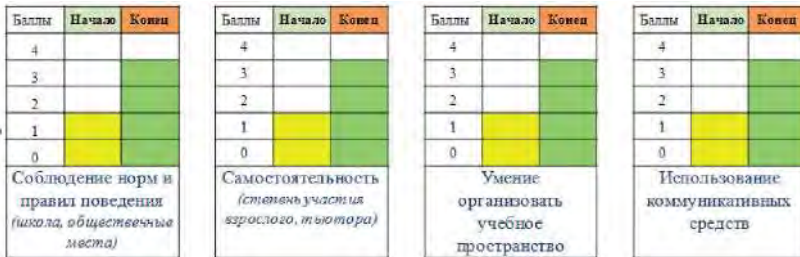 Баллы Начало Конец
4
3
2
1
0
Соблюдение норм и
правил поведения
(школа, общественные
места)
Баллы Начало Конец
4
3
2
1
0
Самостоятельность
(степень участия
взрослого, тьютора)
Баллы Начало Конец
4
3
2
1
0
Умение
организовать
учебное
пространство
Баллы Начало Конец
4
3
2
1
0
Использование
коммуникативных
средств